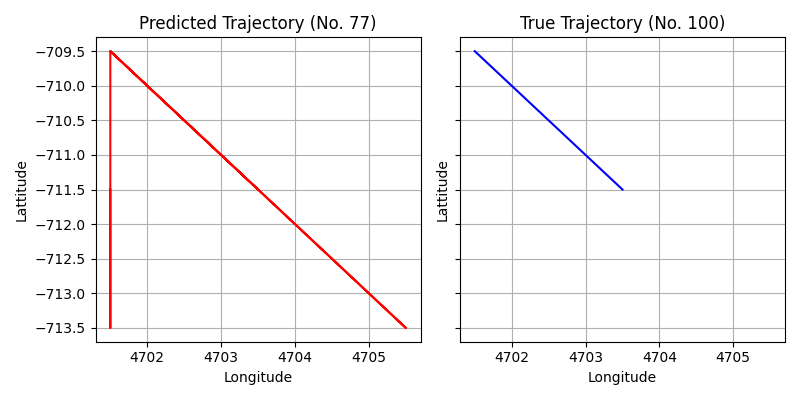 Predicted Trajectory (No. 77)
True Trajectory (No. 100)
−709.5
−710.0
−710.5
−711.0
−711.5
−712.0
−712.5
−713.0
−713.5
Lattitude
4702 4703 4704 4705
Longitude
Lattitude
4702 4703 4704 4705
Longitude